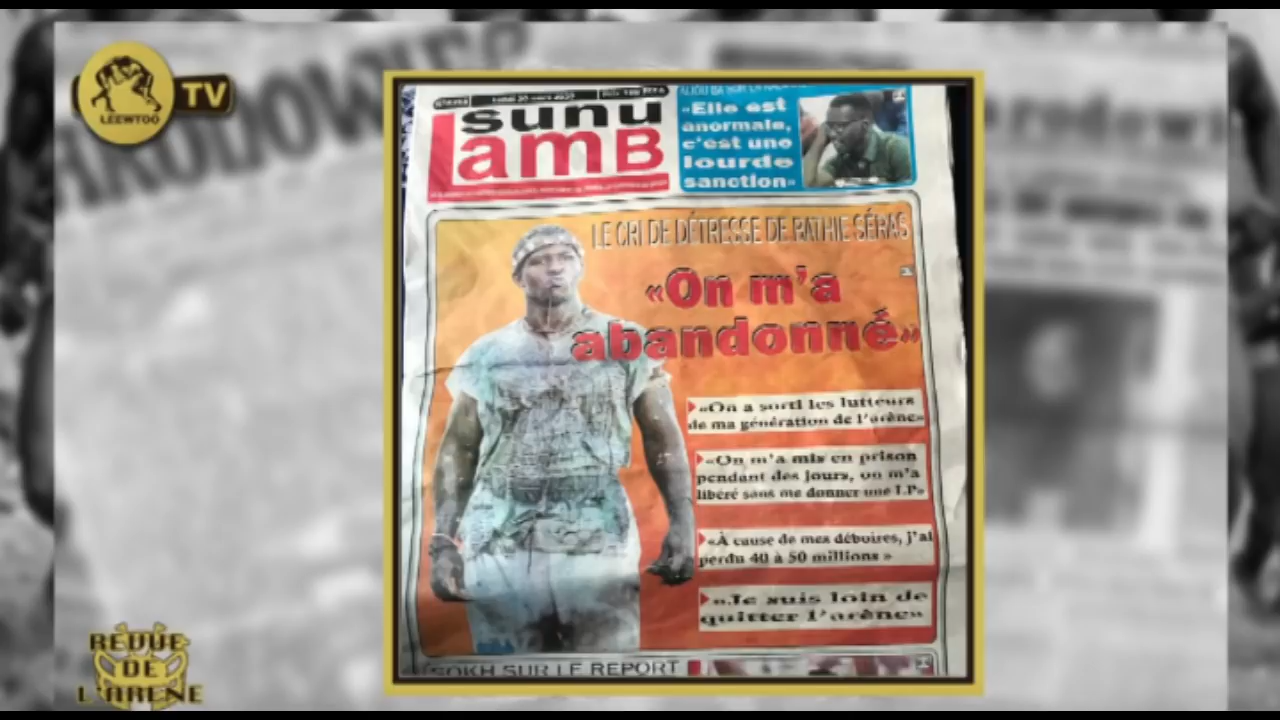 TV
LEEWTOO
sunu
lamB
«Elle est
anormale,
c'est une
lourde
sanction»
LE CRI DE DÉTRESSE DE RATHIE SÉRAS
«On m'a
abandonné»
«On a sorti les lutteurs
de ma génération de l'arène»
«On m'a mis en prison
pendant des jours, on m'a
libéré sans me donner une LP»
«À cause de mes déboires, j'ai
perdu 40 à 50 millions»
«Je suis loin de
quitter l'arène»
SUR LE REPORT
REVUE
DE
L'ARENE